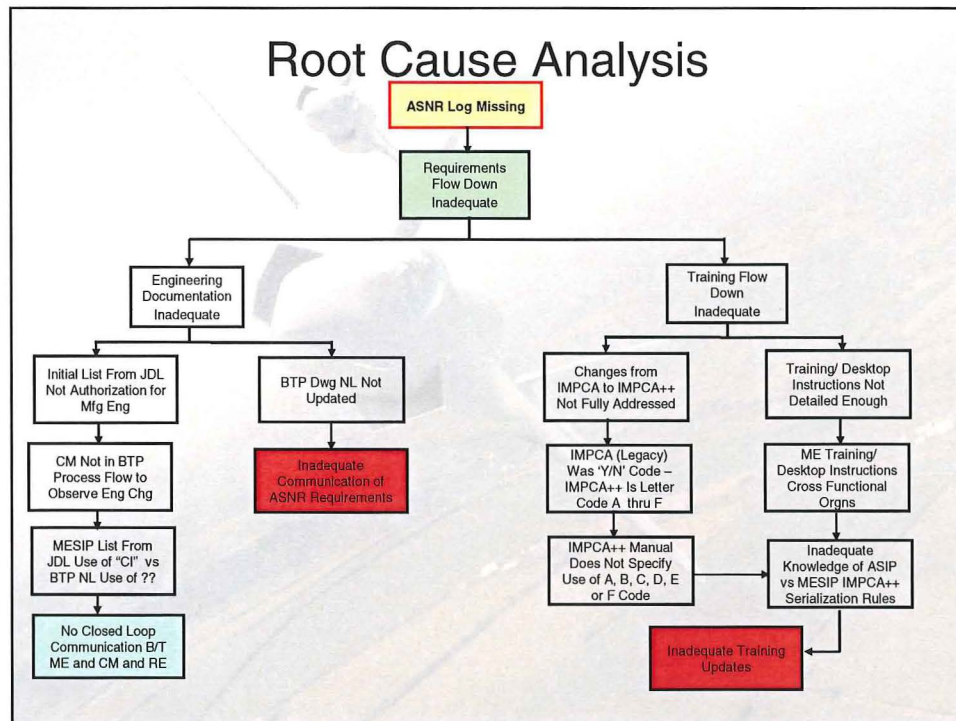 Root Cause Analysis
ASNR Log Missing
Requirements
Flow Down
Inadequate
Engineering
Documentation
Inadequate
Training Flow
Down
Inadequate
Initial List From JDL
Not Authorization for
Mfg Eng
BTP Dwg NL Not
Updated
Changes from
IMPCA to IMPCA++
Not Fully Addressed
Training/ Desktop
Instructions Not
Detailed Enough
CM Not in BTP
Process Flow to
Observe Eng Chg
Inadequate
Communication of
ASNR Requirements
IMPCA (Legacy)
Was 'Y/N' Code –
IMPCA++ Is Letter
Code A thru F
ME Training/
Desktop Instructions
Cross Functional
Orgns
MESIP List From
JDL Use of "CI" vs
BTP NL Use of ??
IMPCA++ Manual
Does Not Specify
Use of A, B, C, D, E
or F Code
Inadequate
Knowledge of ASIP
vs MESIP IMPCA++
Serialization Rules
No Closed Loop
Communication B/T
ME and CM and RE
Inadequate Training
Updates